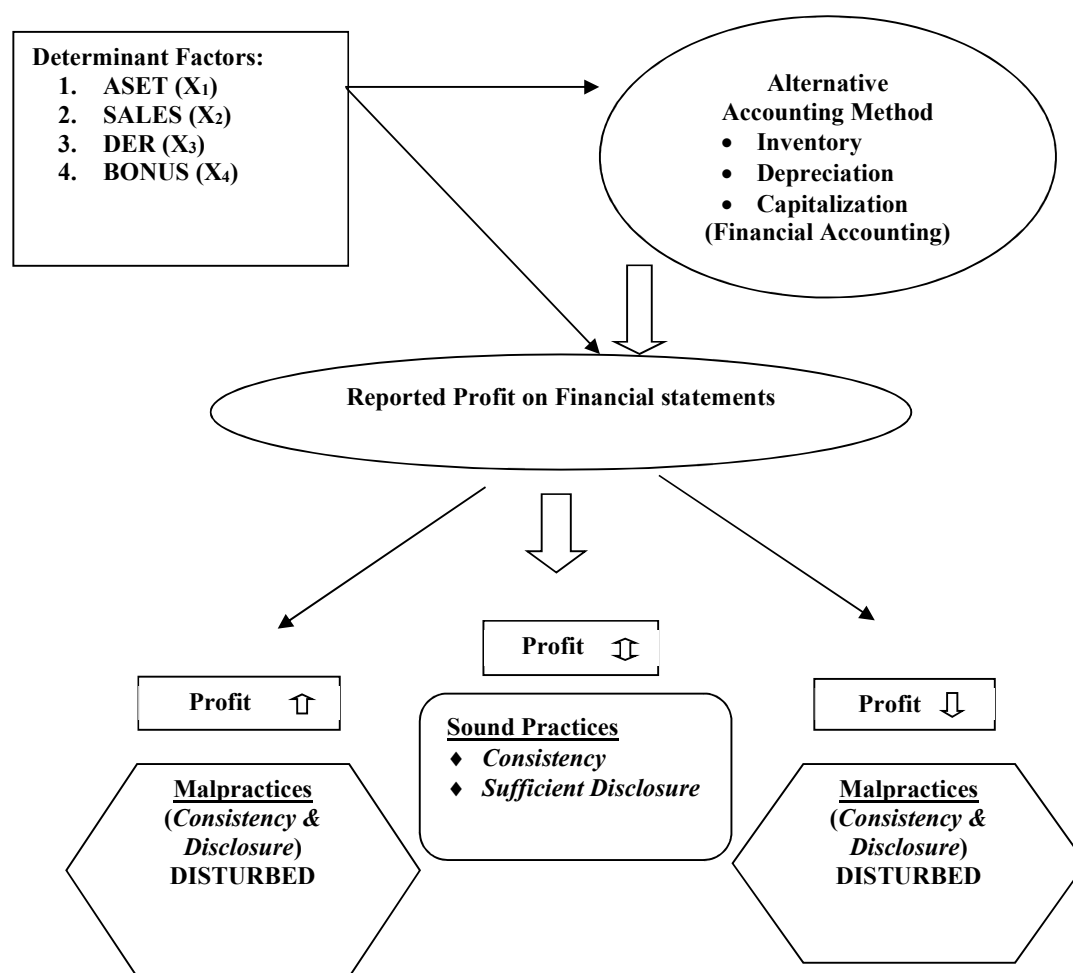 Determinant Factors:
1. ASET (X₁)
2. SALES (X₂)
3. DER (X₃)
4. BONUS (X₄)
Alternative
Accounting Method
• Inventory
• Depreciation
• Capitalization
(Financial Accounting)
Reported Profit on Financial statements
Profit
Profit
Profit
Sound Practices
♦ Consistency
♦ Sufficient Disclosure
Malpractices
(Consistency &
Disclosure)
DISTURBED
Malpractices
(Consistency &
Disclosure)
DISTURBED